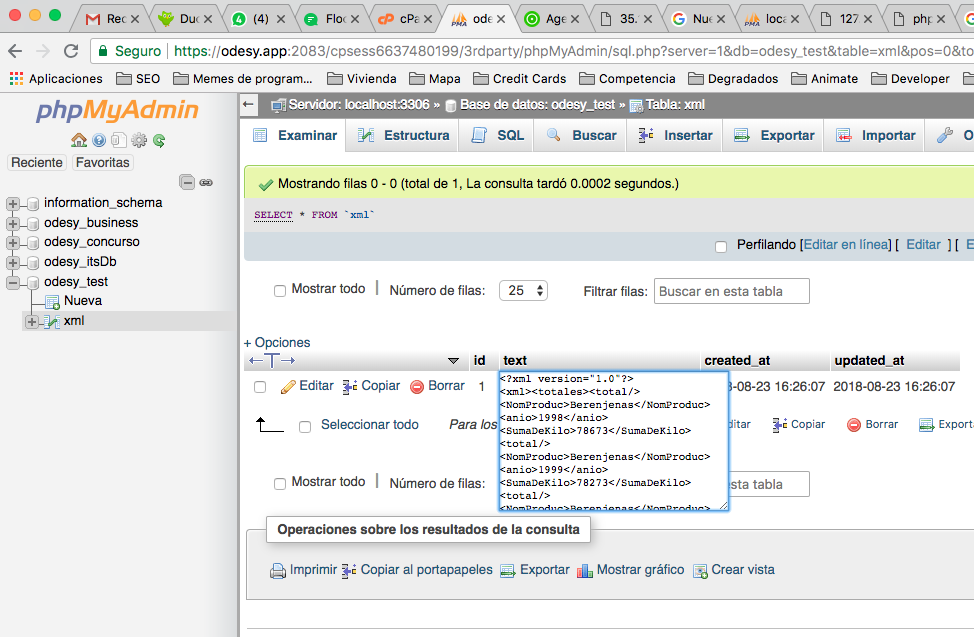 Rec
Duc
(4)
Floc
cPa
ode
Age
35.
Nue
loca
127
php
Seguro https://odesy.app:2083/cpsess6637480199/3rdparty/phpMyAdmin/sql.php?server=1&db=odesy_test&table=xml&pos=0&to
Aplicaciones SEO Memes de program... Vivienda Mapa Credit Cards Competencia Degradados Animate Developer
phpMyAdmin
Reciente Favoritas
information_schema
odesy_business
odesy_concurso
odesy_itsDb
odesy_test
Nueva
xml
Servidor: localhost:3306 » Base de datos: odesy_test » Tabla: xml
Examinar Estructura SQL Buscar Insertar Exportar Importar O
Mostrando filas 0 - 0 (total de 1, La consulta tardó 0.0002 segundos.)
SELECT * FROM `xml`
Perfilando [Editar en línea] [ Editar ] [ E
Mostrar todo | Número de filas: 25 Filtrar filas: Buscar en esta tabla
+ Opciones
←T→ id text created_at updated_at
Editar Copiar Borrar 1 3-08-23 16:26:07 2018-08-23 16:26:07
<?xml version="1.0"?>
<xml><totales><total/>
<NomProduc>Berenjenas</NomProduc>
<anio>1998</anio>
<SumaDeKilo>78673</SumaDeKilo>
<total/>
<NomProduc>Berenjenas</NomProduc>
<anio>1999</anio>
<SumaDeKilo>78273</SumaDeKilo>
<total/>
<NomProduc>Berenjenas</NomProduc>
Seleccionar todo Para los ditar Copiar Borrar Export
Mostrar todo | Número de filas: sta tabla
Operaciones sobre los resultados de la consulta
Imprimir Copiar al portapapeles Exportar Mostrar gráfico Crear vista